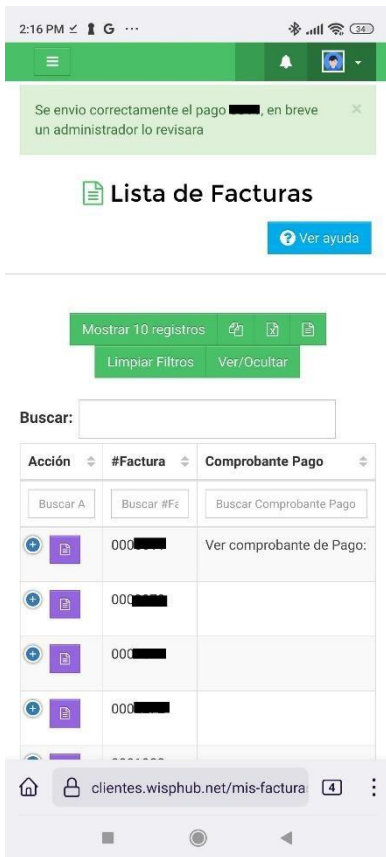 2:16 PM
G ...
34
Se envio correctamente el pago , en breve
un administrador lo revisara
×
Lista de Facturas
? Ver ayuda
Mostrar 10 registros
Limpiar Filtros Ver/Ocultar
Buscar:
Acción #Factura Comprobante Pago
Buscar A Buscar #Fa Buscar Comprobante Pago
000 Ver comprobante de Pago:
000
000
000
clientes.wisphub.net/mis-factura 4